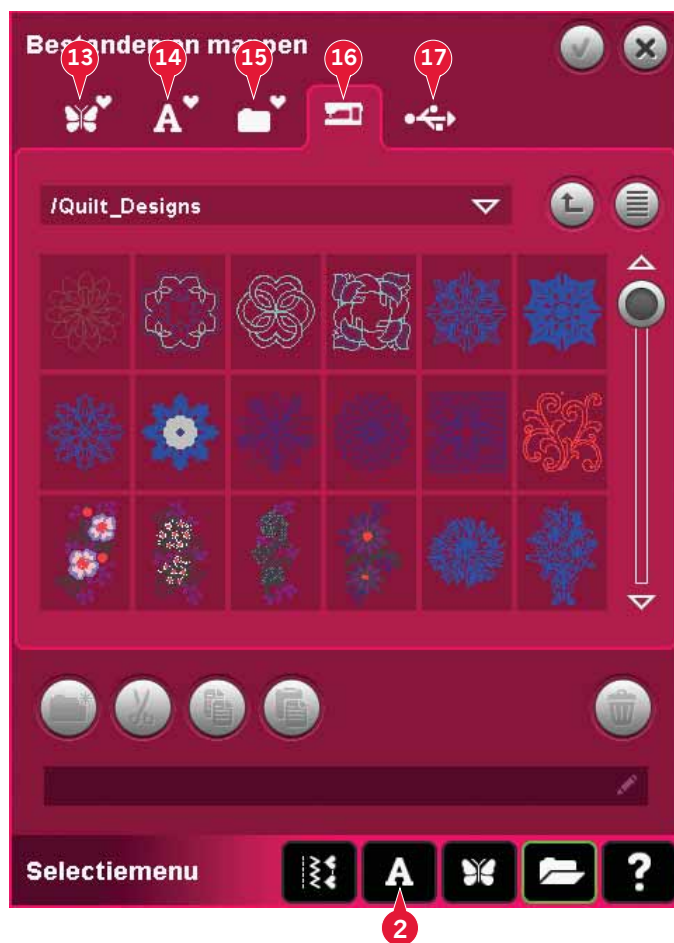 Bestanden en mappen
13 14 15 16 17
A
/Quilt_Designs
Selectiemenu
A ?
2